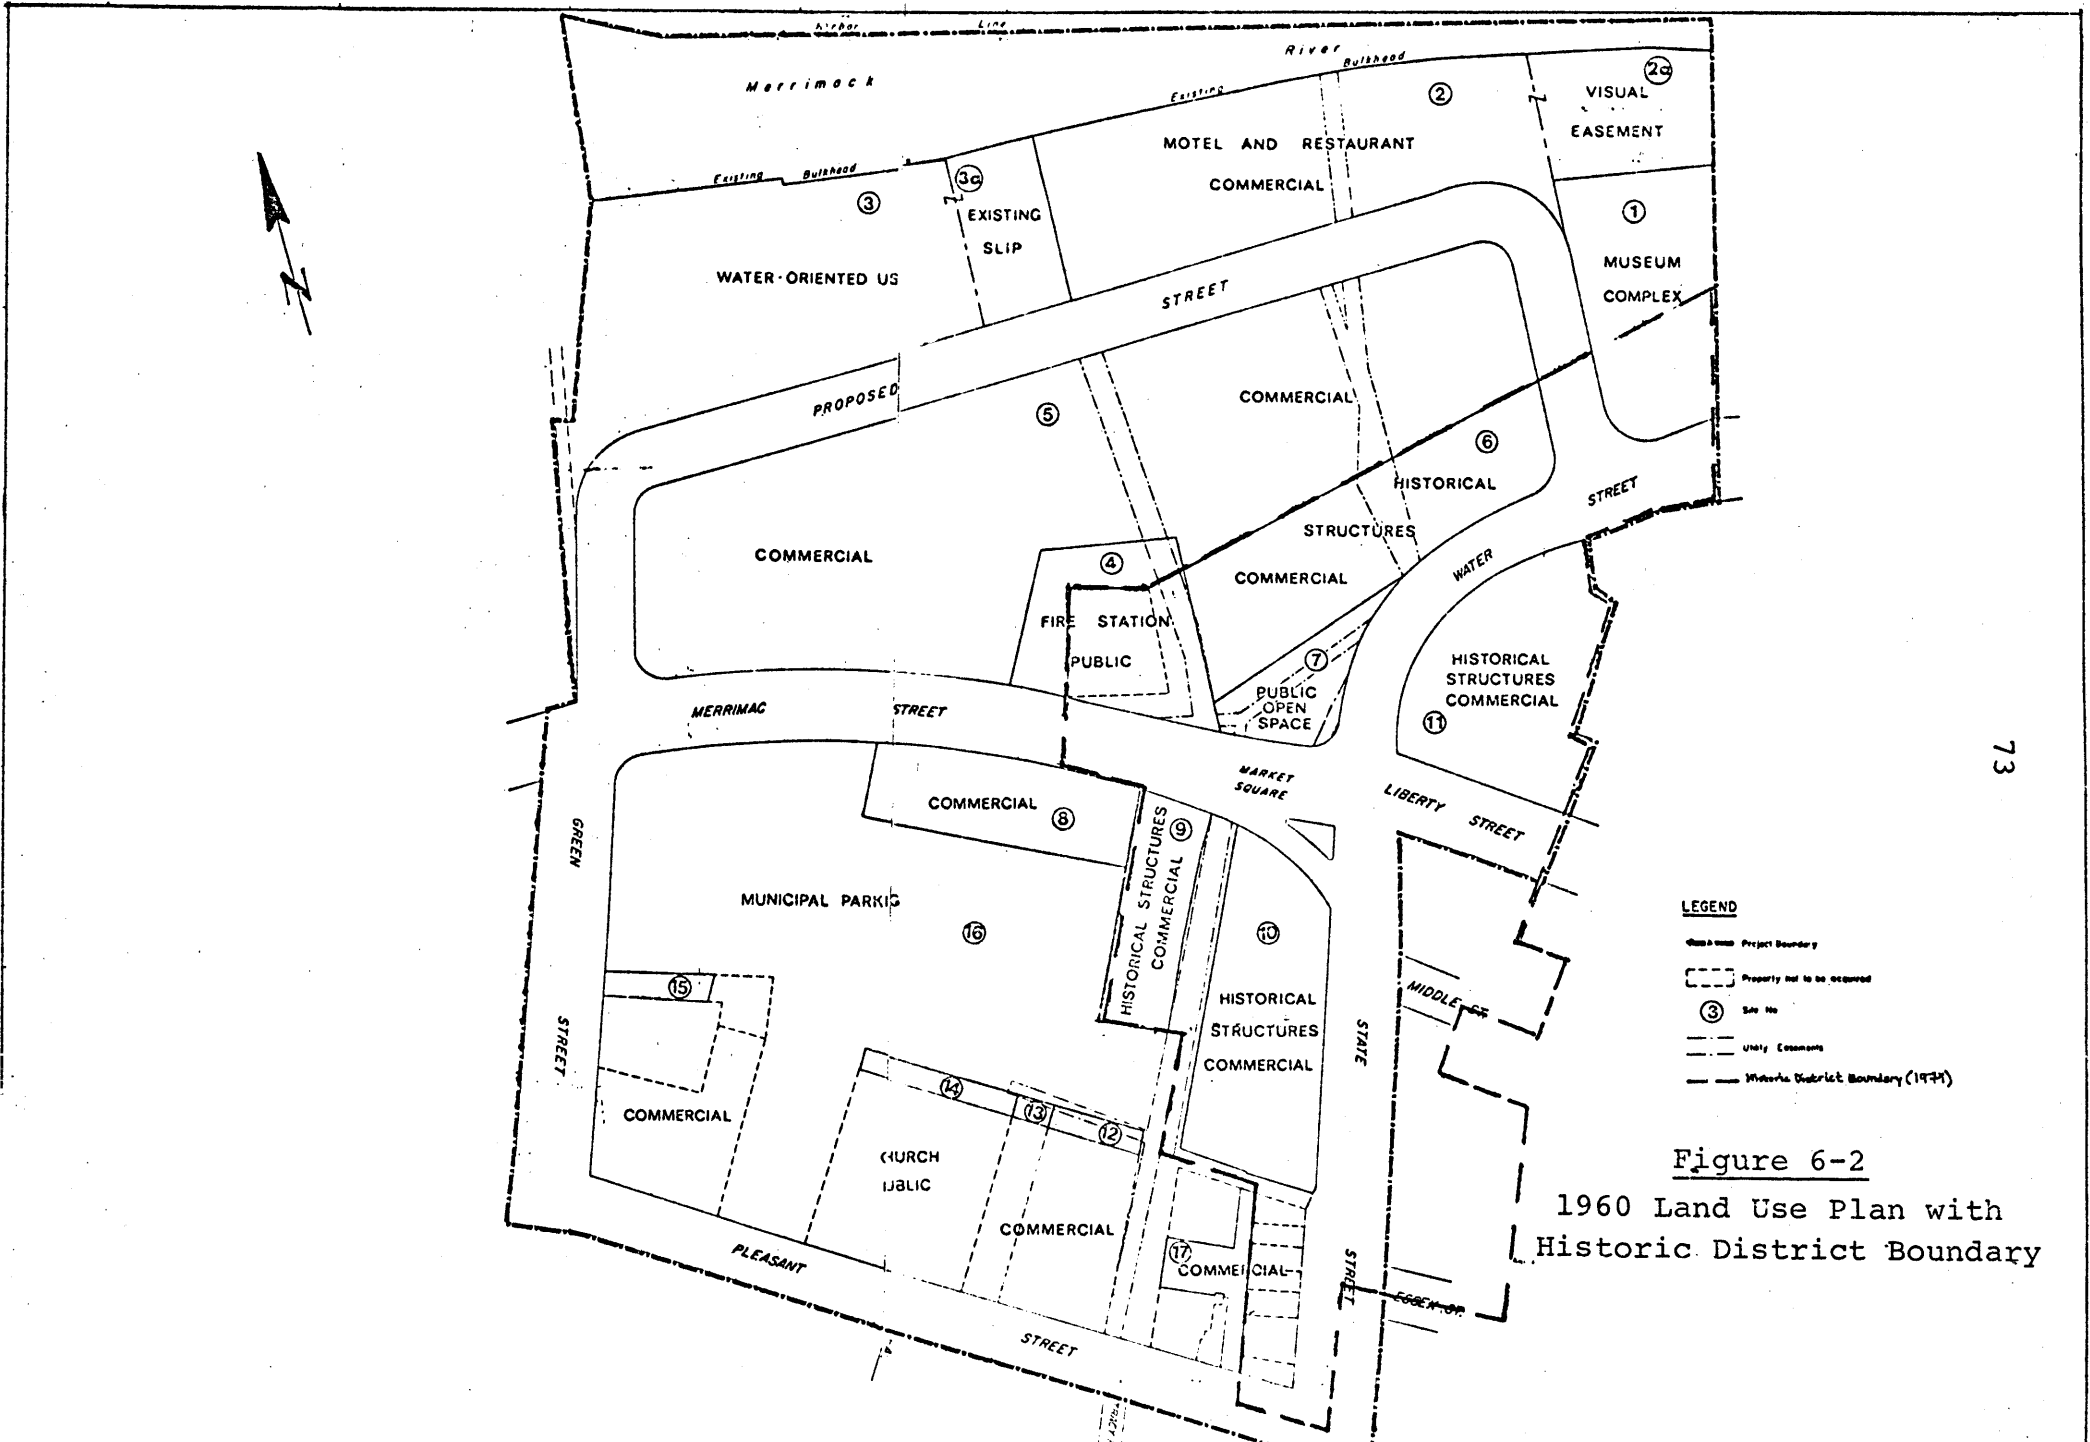 Harbor Line
Merrimack River
Existing Bulkhead
Existing Bulkhead
2a
VISUAL
EASEMENT
2
MOTEL AND RESTAURANT
COMMERCIAL
3
3a
EXISTING
SLIP
WATER-ORIENTED US
1
MUSEUM
COMPLEX
PROPOSED STREET
5
COMMERCIAL
COMMERCIAL
6
HISTORICAL
STRUCTURES
COMMERCIAL
4
FIRE STATION
PUBLIC
7
PUBLIC
OPEN
SPACE
WATER STREET
HISTORICAL
STRUCTURES
COMMERCIAL
11
MERRIMAC STREET
MARKET
SQUARE
LIBERTY STREET
COMMERCIAL
8
9
HISTORICAL STRUCTURES
COMMERCIAL
10
HISTORICAL
STRUCTURES
COMMERCIAL
GREEN STREET
MUNICIPAL PARKIG
16
15
COMMERCIAL
14
13
12
HURCH
COMMERCIAL
17
COMMERCIAL
PLEASANT STREET
STATE STREET
MIDDLE ST.
ESSEX ST.
N
73
LEGEND
Project Boundary
Property not to be acquired
3 Site No
Utility Easements
Historic District Boundary (1971)
Figure 6-2
1960 Land Use Plan with
Historic District Boundary